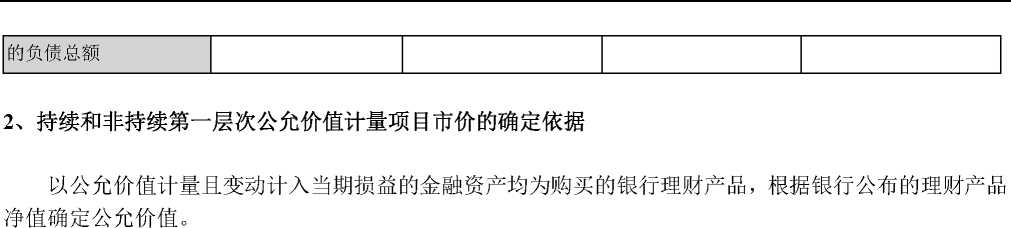 的负债总额
2、持续和非持续第一层次公允价值计量项目市价的确定依据
以公允价值计量且变动计入当期损益的金融资产均为购买的银行理财产品，根据银行公布的理财产品
净值确定公允价值。